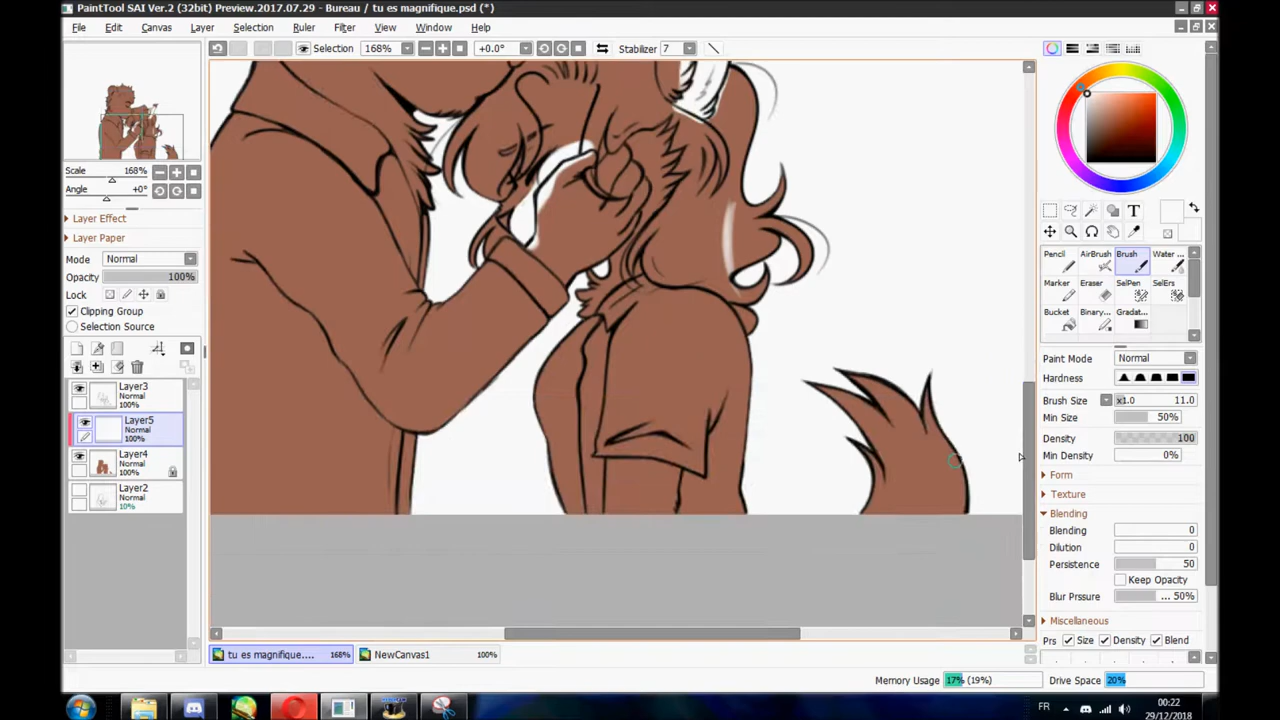 PaintTool SAI Ver.2 (32bit) Preview.2017.07.29 - Bureau / tu es magnifique.psd (*)
File Edit Canvas Layer Selection Ruler Filter View Window Help
Selection 168% +0.0° Stabilizer 7
Scale 168%
Angle +0°
Layer Effect
Layer Paper
Mode Normal
Opacity 100%
Lock
Clipping Group
Selection Source
Layer3
Normal
100%
Layer5
Normal
100%
Layer4
Normal
100%
Layer2
Normal
10%
T
Pencil AirBrush Brush Water ...
Marker Eraser SelPen SelErs
Bucket Binary... Gradat...
Paint Mode Normal
Hardness
Brush Size x1.0 11.0
Min Size 50%
Density 100
Min Density 0%
Form
Texture
Blending
Blending 0
Dilution 0
Persistence 50
Keep Opacity
Blur Prssure ... 50%
Miscellaneous
Prs Size Density Blend
tu es magnifique.... 168% NewCanvas1 100%
Memory Usage 17% (19%) Drive Space 20%
FR 00:22
29/12/2018